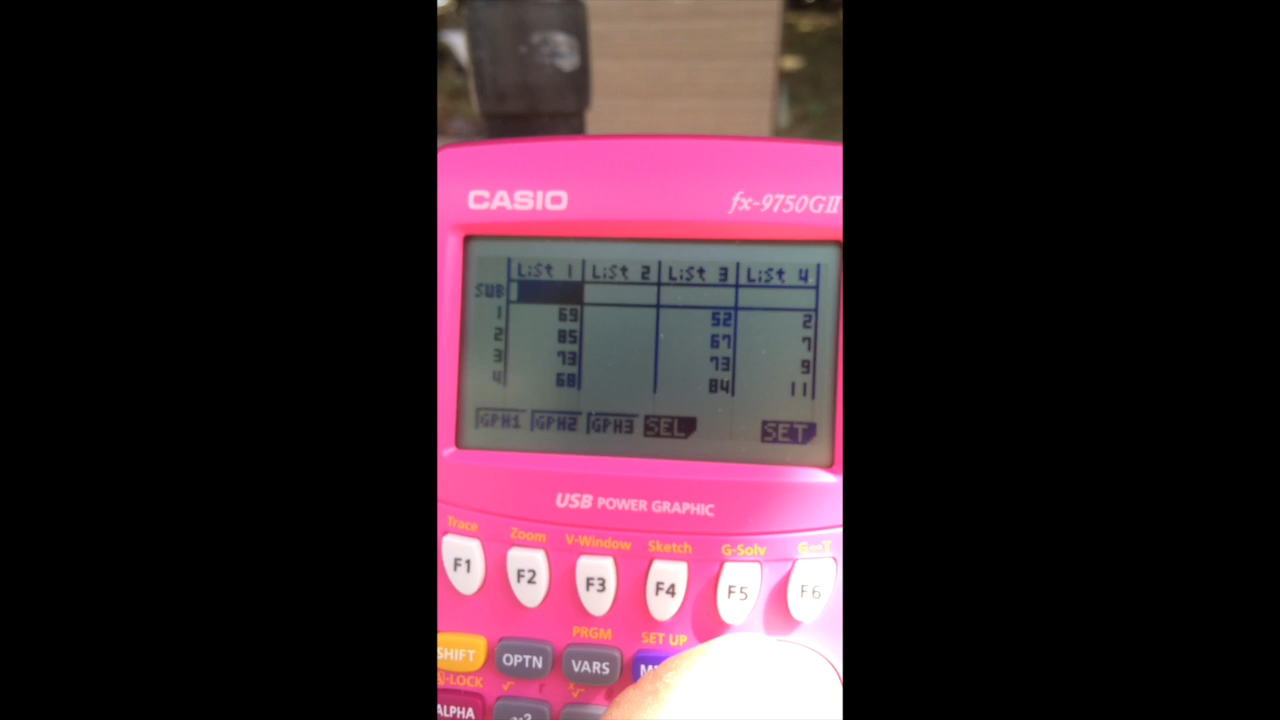 CASIO fx-9750GII
List 1 List 2 List 3 List 4
SUB
1 69 52 2
2 85 67 7
3 73 73 9
4 68 84 11
GPH1 GPH2 GPH3 SEL SET
USB POWER GRAPHIC
Trace Zoom V-Window Sketch G-Solv G↔T
F1 F2 F3 F4 F5 F6
PRGM SET UP
SHIFT OPTN VARS
-LOCK
ALPHA